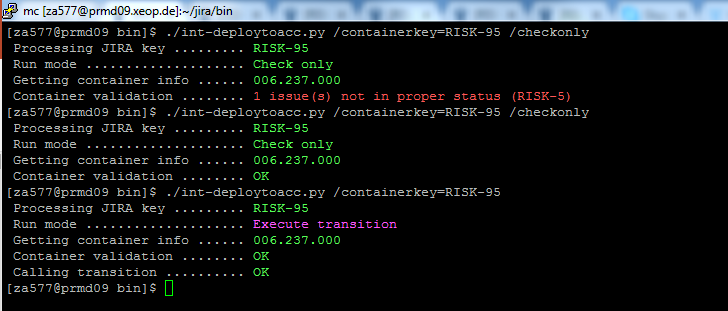 mc [za577@prmd09.xeop.de]:~/jira/bin
[za577@prmd09 bin]$ ./int-deploytoacc.py /containerkey=RISK-95 /checkonly
Processing JIRA key ......... RISK-95
Run mode .................... Check only
Getting container info ...... 006.237.000
Container validation ........ 1 issue(s) not in proper status (RISK-5)
[za577@prmd09 bin]$ ./int-deploytoacc.py /containerkey=RISK-95 /checkonly
Processing JIRA key ......... RISK-95
Run mode .................... Check only
Getting container info ...... 006.237.000
Container validation ........ OK
[za577@prmd09 bin]$ ./int-deploytoacc.py /containerkey=RISK-95
Processing JIRA key ......... RISK-95
Run mode .................... Execute transition
Getting container info ...... 006.237.000
Container validation ........ OK
Calling transition .......... OK
[za577@prmd09 bin]$